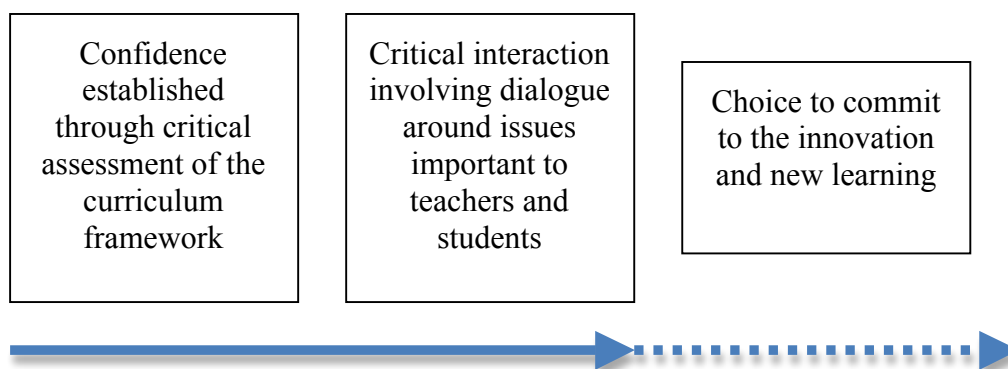 Confidence
established
through critical
assessment of the
curriculum
framework
Critical interaction
involving dialogue
around issues
important to
teachers and
students
Choice to commit
to the innovation
and new learning